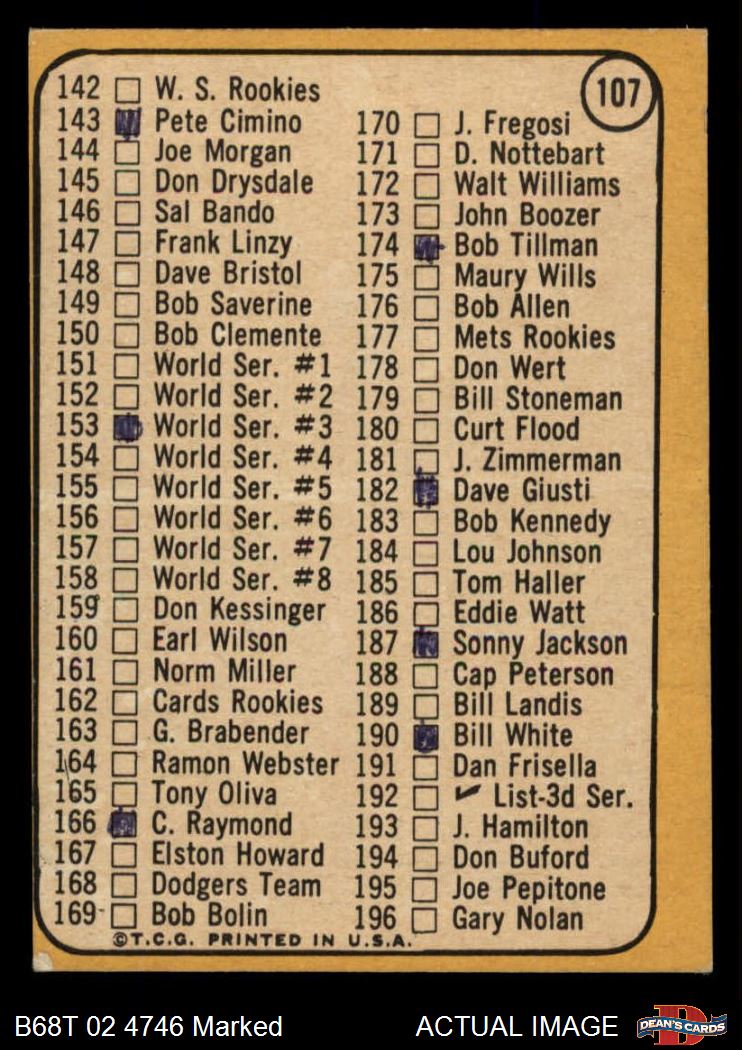 107
142 W. S. Rookies
143 Pete Cimino
144 Joe Morgan
145 Don Drysdale
146 Sal Bando
147 Frank Linzy
148 Dave Bristol
149 Bob Saverine
150 Bob Clemente
151 World Ser. #1
152 World Ser. #2
153 World Ser. #3
154 World Ser. #4
155 World Ser. #5
156 World Ser. #6
157 World Ser. #7
158 World Ser. #8
159 Don Kessinger
160 Earl Wilson
161 Norm Miller
162 Cards Rookies
163 G. Brabender
164 Ramon Webster
165 Tony Oliva
166 C. Raymond
167 Elston Howard
168 Dodgers Team
169 Bob Bolin
170 J. Fregosi
171 D. Nottebart
172 Walt Williams
173 John Boozer
174 Bob Tillman
175 Maury Wills
176 Bob Allen
177 Mets Rookies
178 Don Wert
179 Bill Stoneman
180 Curt Flood
181 J. Zimmerman
182 Dave Giusti
183 Bob Kennedy
184 Lou Johnson
185 Tom Haller
186 Eddie Watt
187 Sonny Jackson
188 Cap Peterson
189 Bill Landis
190 Bill White
191 Dan Frisella
192 ✓ List-3d Ser.
193 J. Hamilton
194 Don Buford
195 Joe Pepitone
196 Gary Nolan
©T.C.G. PRINTED IN U.S.A.
B68T 02 4746 Marked
ACTUAL IMAGE
D
DEAN'S CARDS